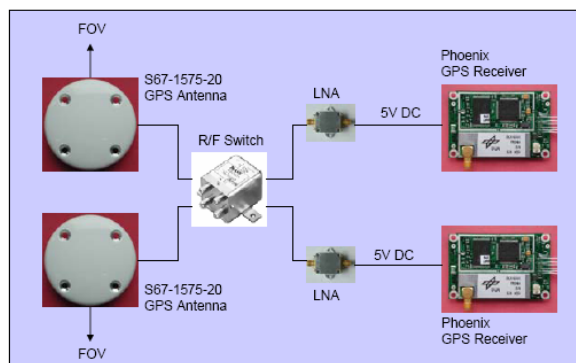 FOV
S67-1575-20
GPS Antenna
R/F Switch
LNA
5V DC
Phoenix
GPS Receiver
S67-1575-20
GPS Antenna
FOV
LNA
5V DC
Phoenix
GPS Receiver